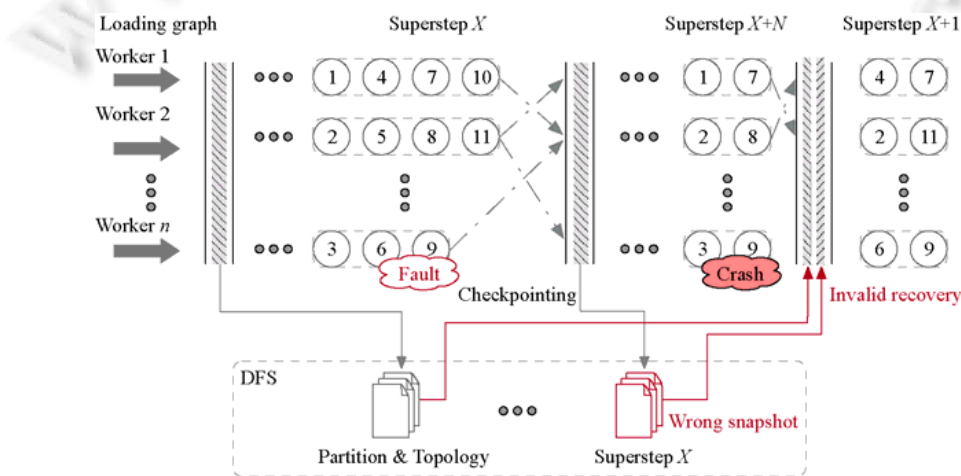 Loading graph
Superstep X
Superstep X+N
Superstep X+1
Worker 1
1 4 7 10
1 7
4 7
Worker 2
2 5 8 11
2 8
2 11
Worker n
3 6 9
3 9
6 9
Fault
Crash
Checkpointing
Invalid recovery
DFS
Wrong snapshot
Partition & Topology
Superstep X